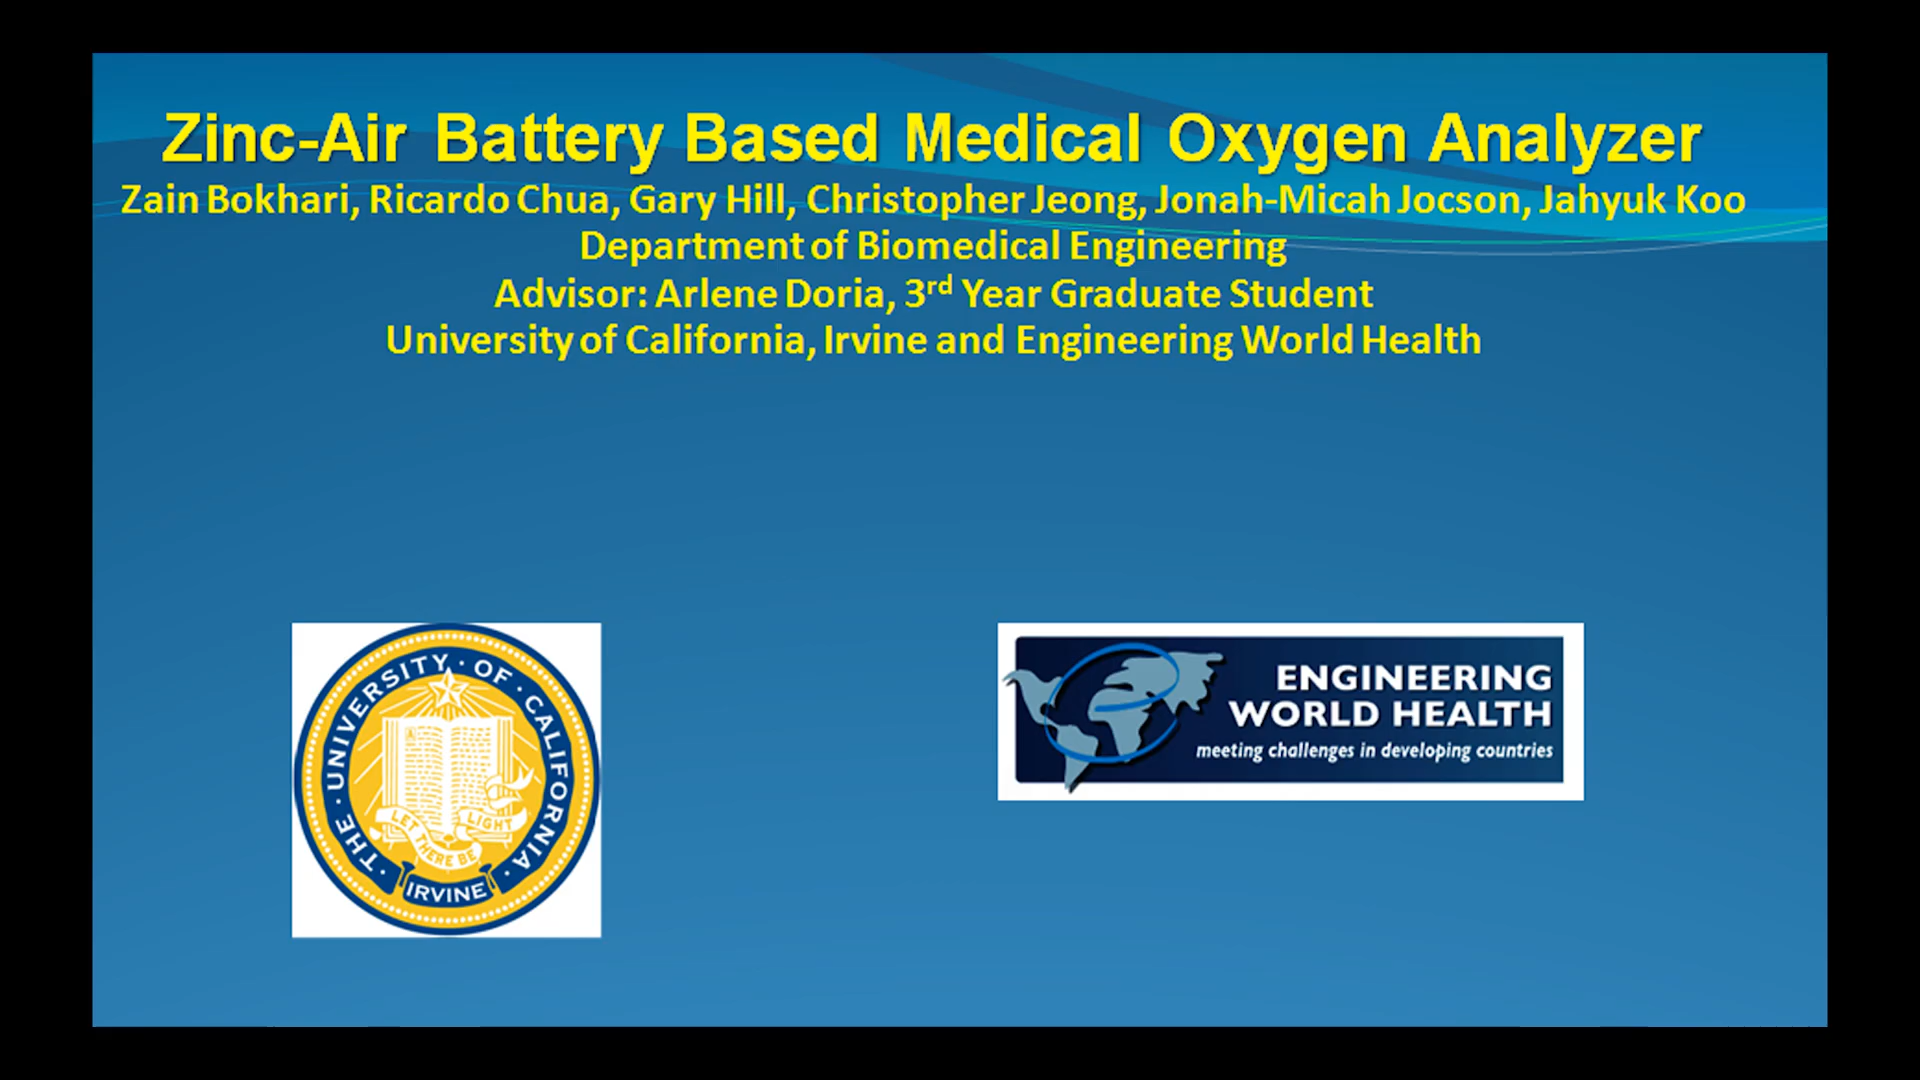 Zinc-Air Battery Based Medical Oxygen Analyzer
Zain Bokhari, Ricardo Chua, Gary Hill, Christopher Jeong, Jonah-Micah Jocson, Jahyuk Koo
Department of Biomedical Engineering
Advisor: Arlene Doria, 3rd Year Graduate Student
University of California, Irvine and Engineering World Health
THE · UNIVERSITY · OF · CALIFORNIA
LET THERE BE LIGHT
IRVINE
ENGINEERING
WORLD HEALTH
meeting challenges in developing countries